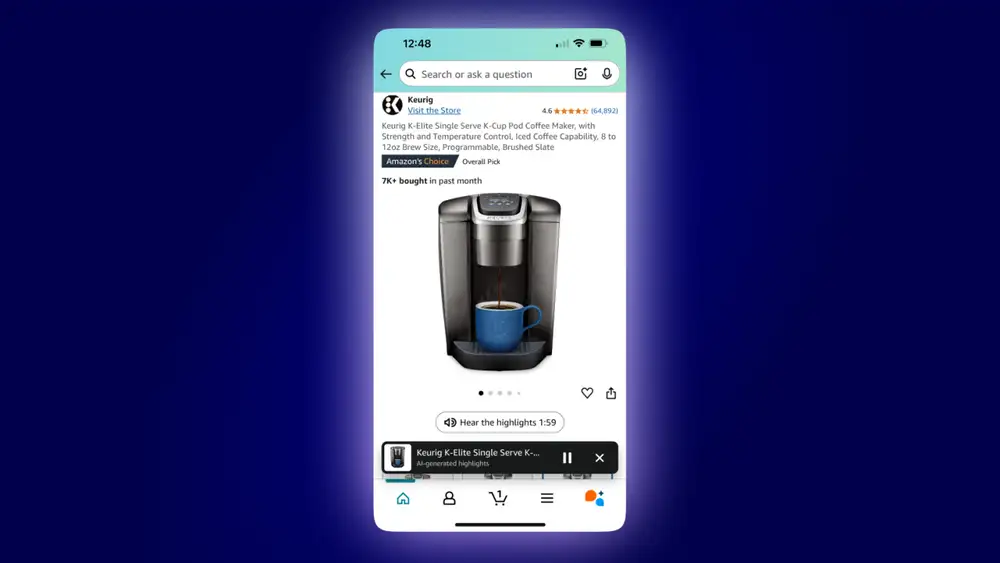 12:48
Search or ask a question
Keurig
Visit the Store
4.6 (64,892)
Keurig K-Elite Single Serve K-Cup Pod Coffee Maker, with
Strength and Temperature Control, Iced Coffee Capability, 8 to
12oz Brew Size, Programmable, Brushed Slate
Amazon's Choice Overall Pick
7K+ bought in past month
Hear the highlights 1:59
Keurig K-Elite Single Serve K-...
AI-generated highlights
1